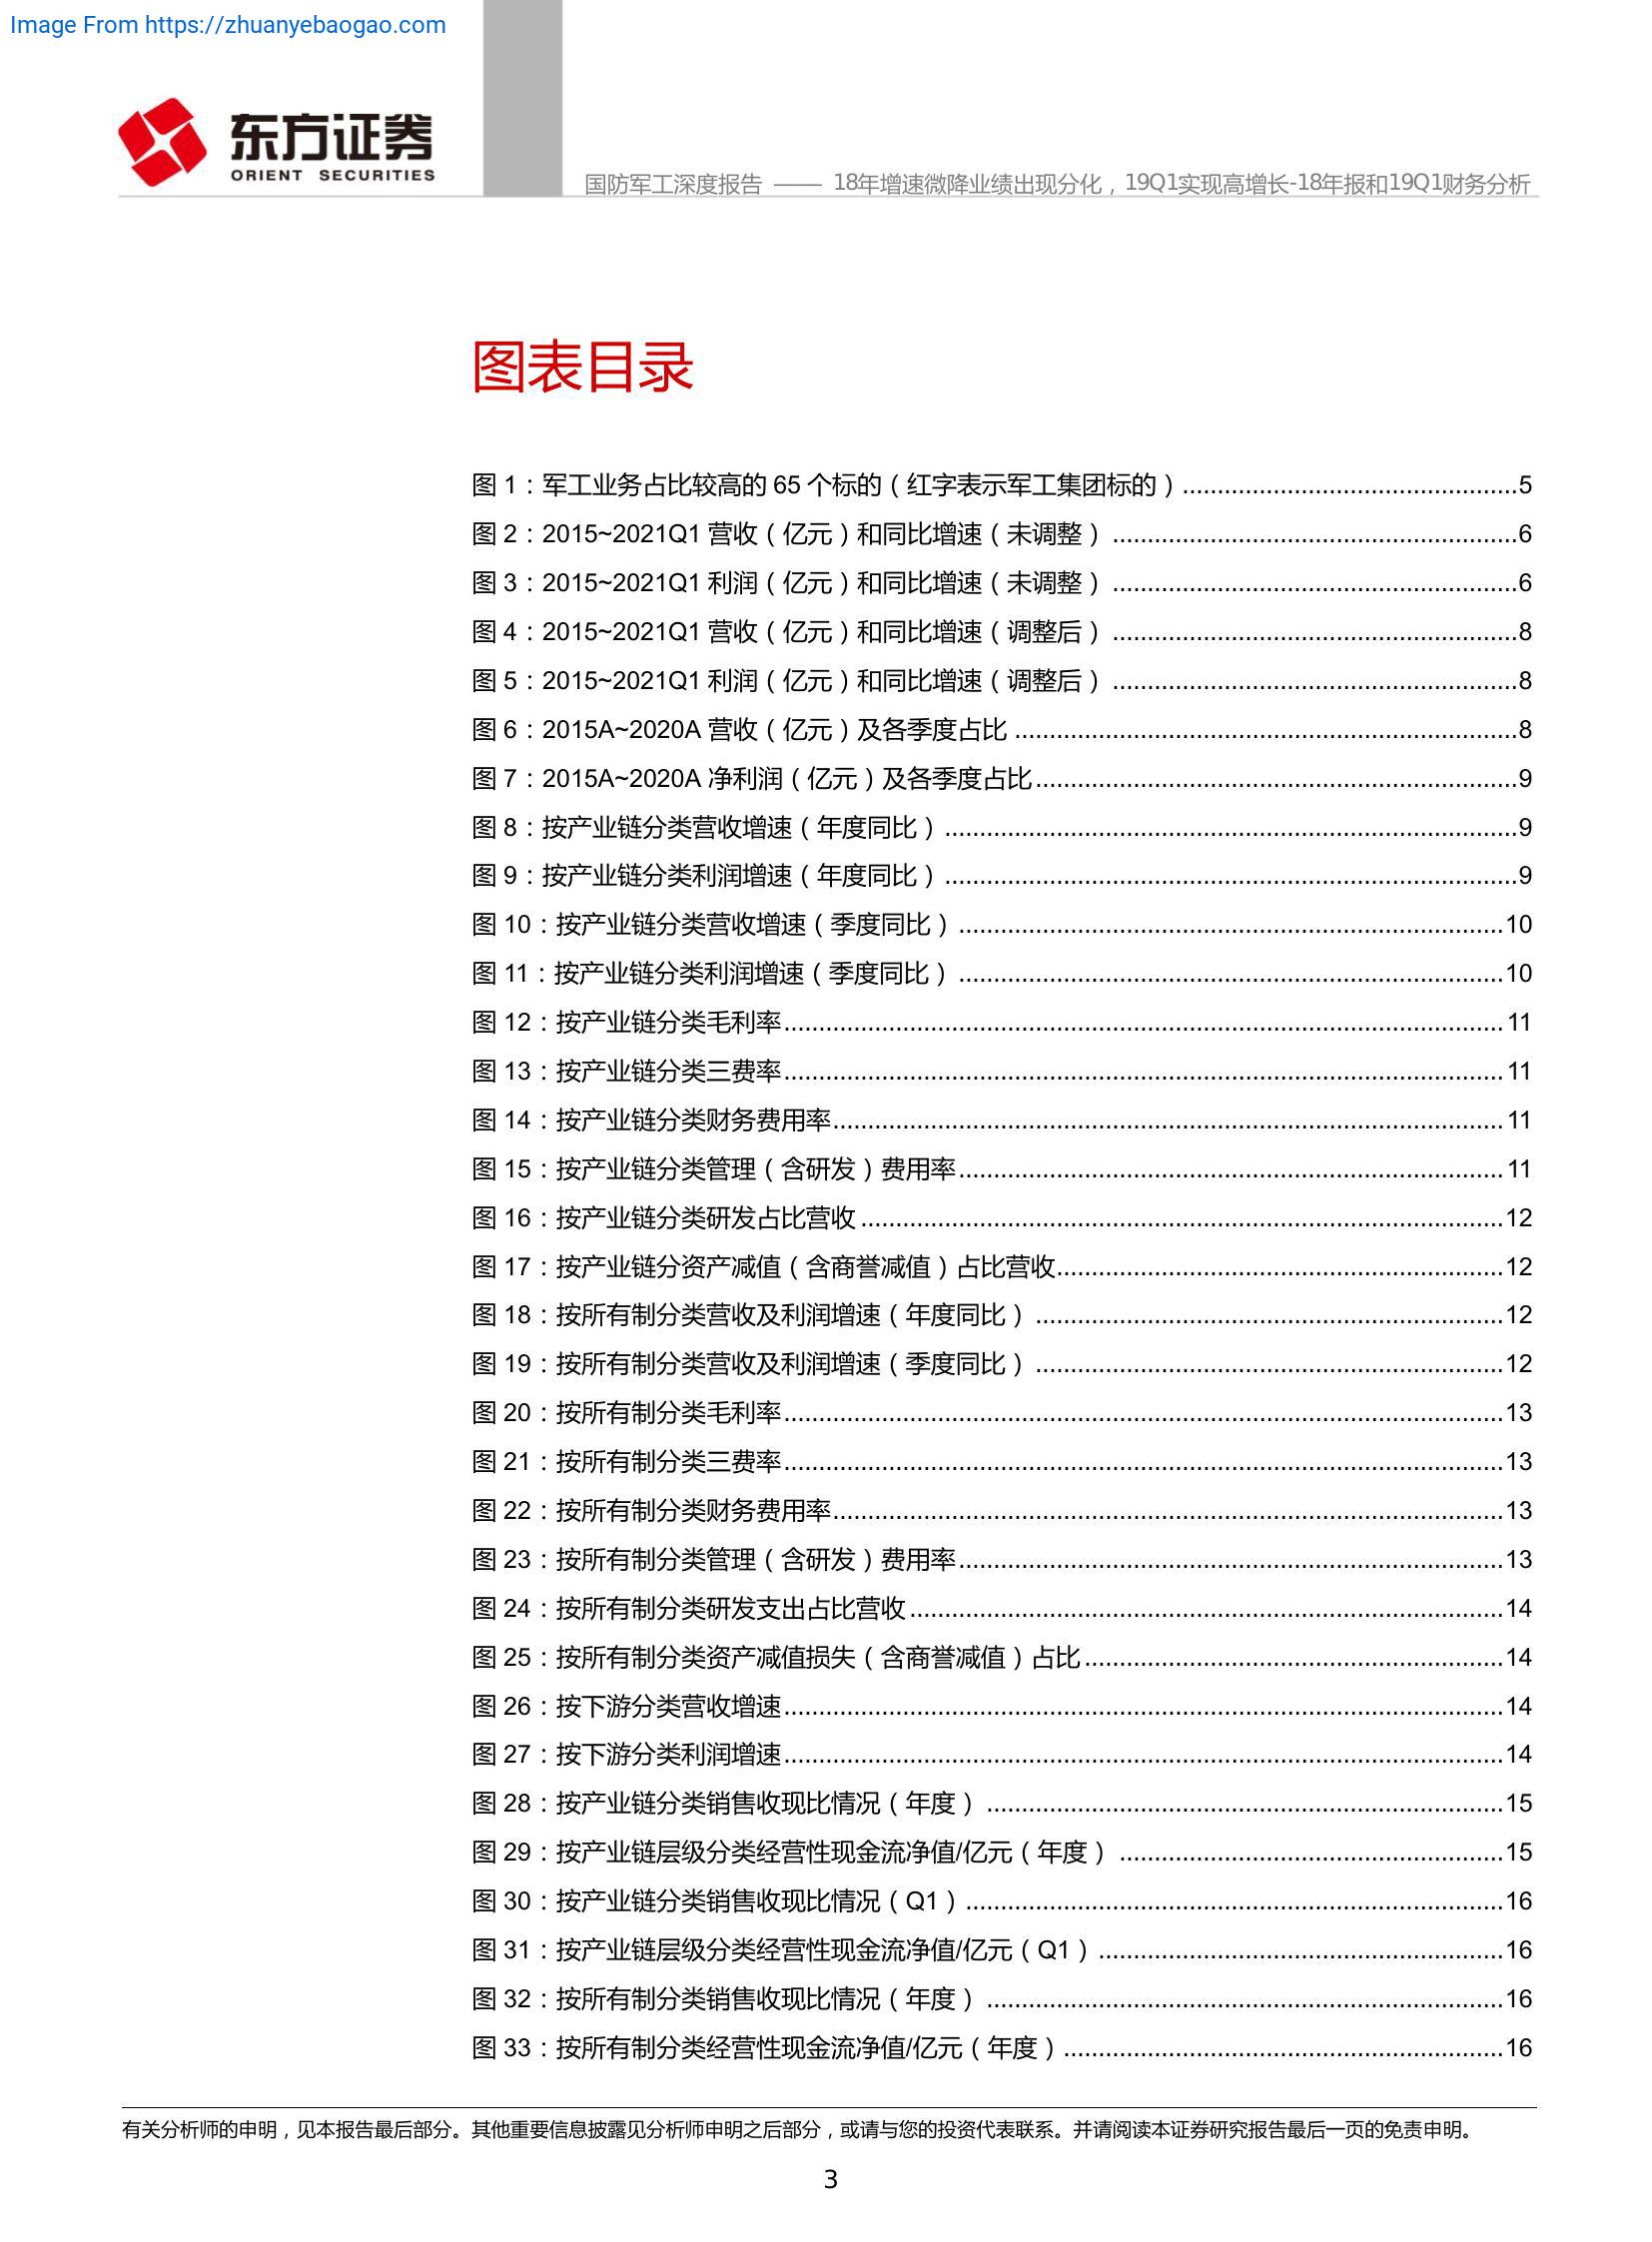 Image From https://zhuanyebaogao.com
东方证券
ORIENT SECURITIES
国防军工深度报告 —— 18年增速微降业绩出现分化，19Q1实现高增长-18年报和19Q1财务分析
图表目录
图 1：军工业务占比较高的 65 个标的（红字表示军工集团标的）................................................5
图 2：2015~2021Q1 营收（亿元）和同比增速（未调整）..........................................................6
图 3：2015~2021Q1 利润（亿元）和同比增速（未调整）..........................................................6
图 4：2015~2021Q1 营收（亿元）和同比增速（调整后）..........................................................8
图 5：2015~2021Q1 利润（亿元）和同比增速（调整后）..........................................................8
图 6：2015A~2020A 营收（亿元）及各季度占比........................................................................8
图 7：2015A~2020A 净利润（亿元）及各季度占比.....................................................................9
图 8：按产业链分类营收增速（年度同比）..................................................................................9
图 9：按产业链分类利润增速（年度同比）..................................................................................9
图 10：按产业链分类营收增速（季度同比）..............................................................................10
图 11：按产业链分类利润增速（季度同比）..............................................................................10
图 12：按产业链分类毛利率.......................................................................................................11
图 13：按产业链分类三费率.......................................................................................................11
图 14：按产业链分类财务费用率................................................................................................11
图 15：按产业链分类管理（含研发）费用率..............................................................................11
图 16：按产业链分类研发占比营收............................................................................................12
图 17：按产业链分资产减值（含商誉减值）占比营收................................................................12
图 18：按所有制分类营收及利润增速（年度同比）...................................................................12
图 19：按所有制分类营收及利润增速（季度同比）...................................................................12
图 20：按所有制分类毛利率.......................................................................................................13
图 21：按所有制分类三费率.......................................................................................................13
图 22：按所有制分类财务费用率................................................................................................13
图 23：按所有制分类管理（含研发）费用率..............................................................................13
图 24：按所有制分类研发支出占比营收.....................................................................................14
图 25：按所有制分类资产减值损失（含商誉减值）占比............................................................14
图 26：按下游分类营收增速.......................................................................................................14
图 27：按下游分类利润增速.......................................................................................................14
图 28：按产业链分类销售收现比情况（年度）..........................................................................15
图 29：按产业链层级分类经营性现金流净值/亿元（年度）.......................................................15
图 30：按产业链分类销售收现比情况（Q1）.............................................................................16
图 31：按产业链层级分类经营性现金流净值/亿元（Q1）..........................................................16
图 32：按所有制分类销售收现比情况（年度）..........................................................................16
图 33：按所有制分类经营性现金流净值/亿元（年度）...............................................................16
有关分析师的申明，见本报告最后部分。其他重要信息披露见分析师申明之后部分，或请与您的投资代表联系。并请阅读本证券研究报告最后一页的免责申明。
3